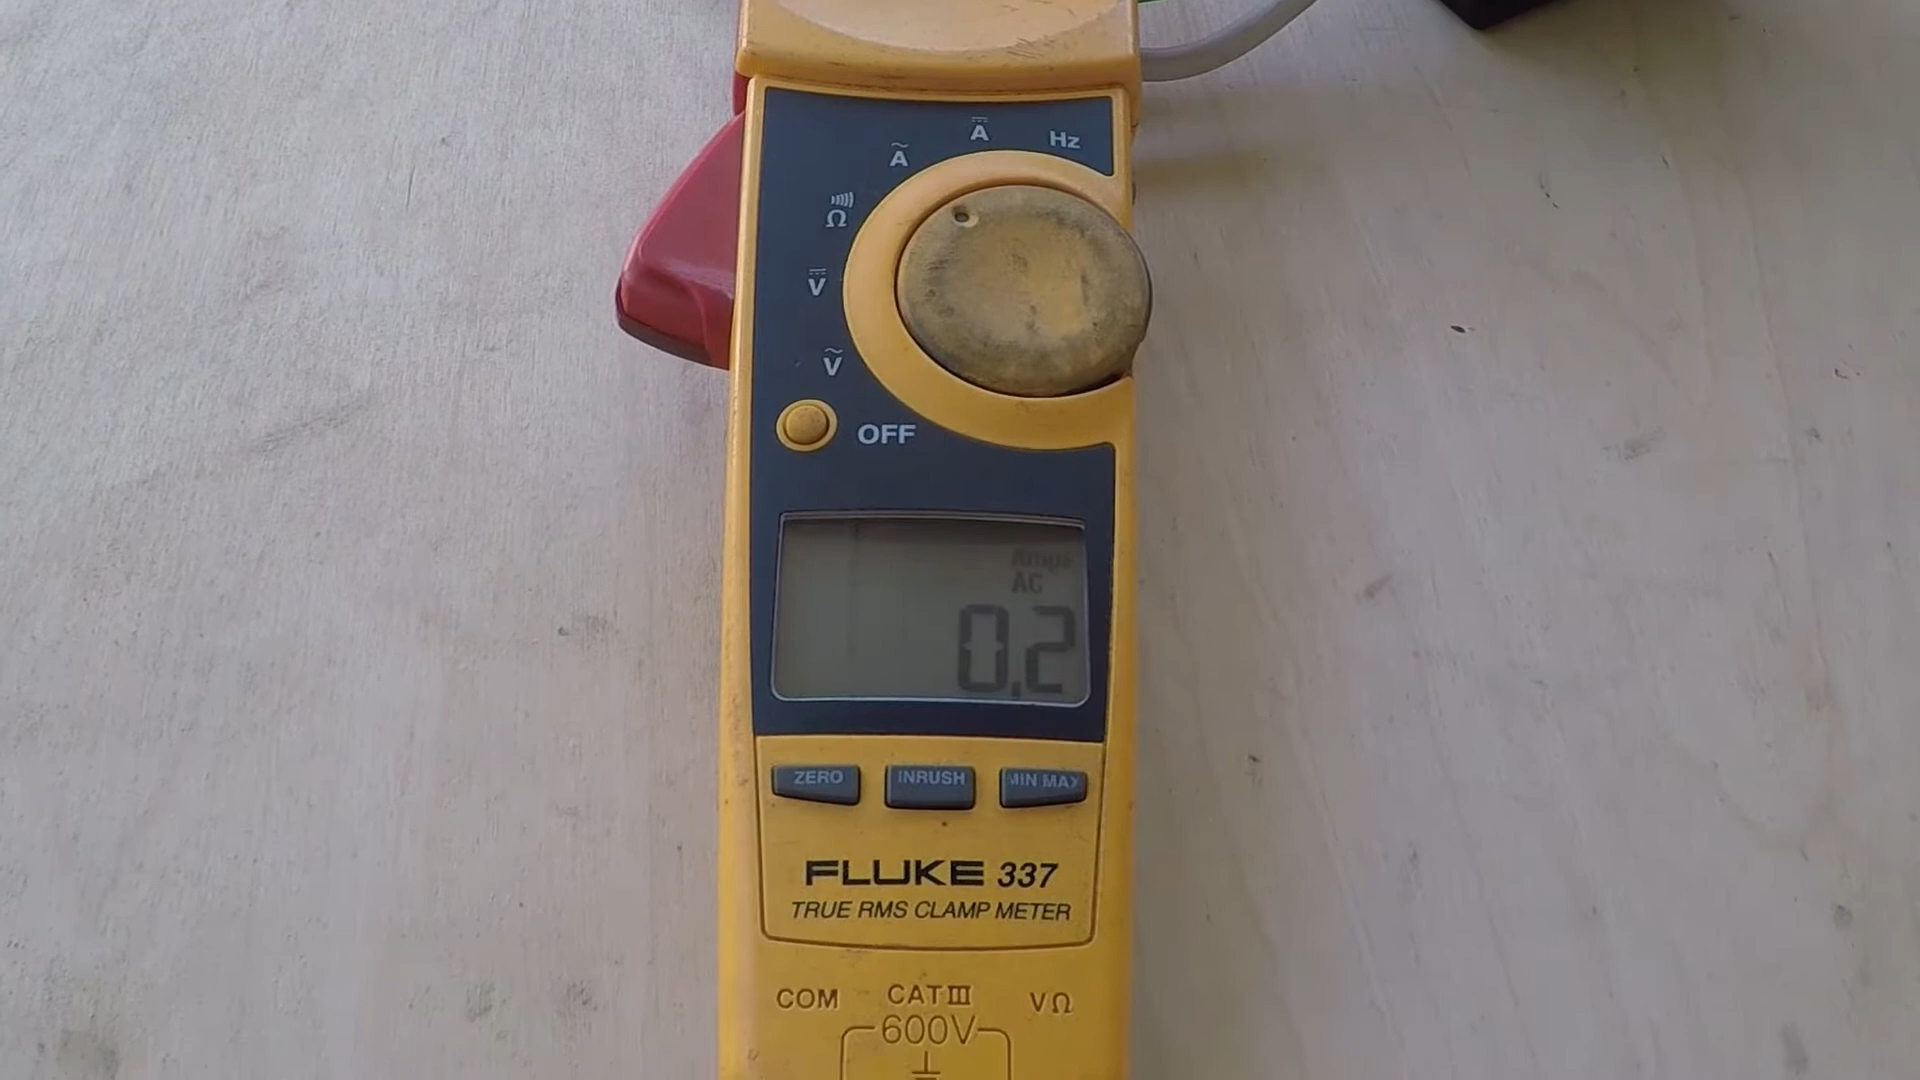 Ā Hz
Ã
Ω
V
Ṽ
OFF
Amps
AC
0.2
ZERO INRUSH MIN MAX
FLUKE 337
TRUE RMS CLAMP METER
COM CAT III VΩ
600V